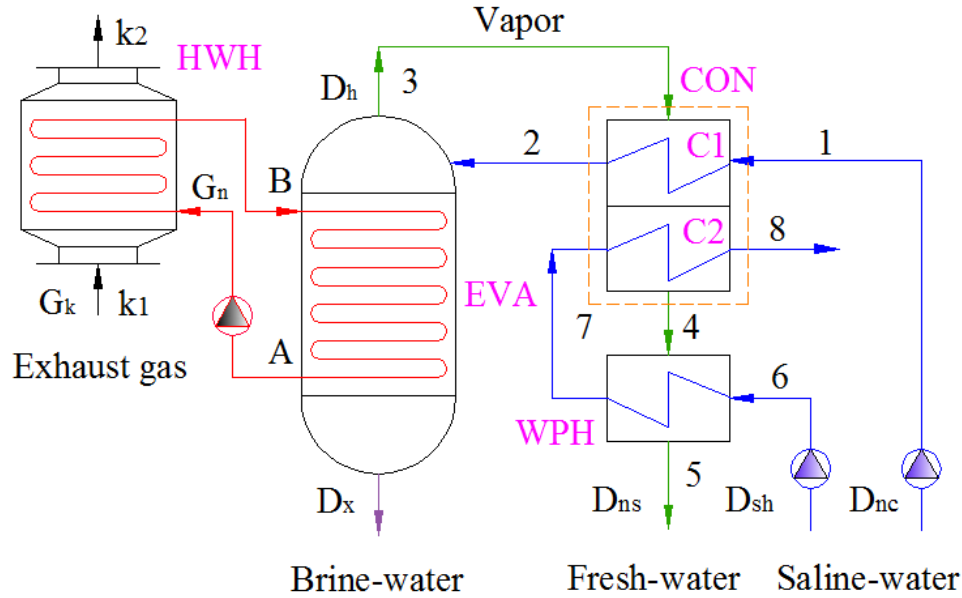 k2
HWH
Vapor
Dh
3
CON
C1
2
1
B
Gn
C2
8
EVA
Gk
k1
7
4
A
6
Exhaust gas
WPH
5
Dx
Dns
Dsh
Dnc
Brine-water
Fresh-water
Saline-water